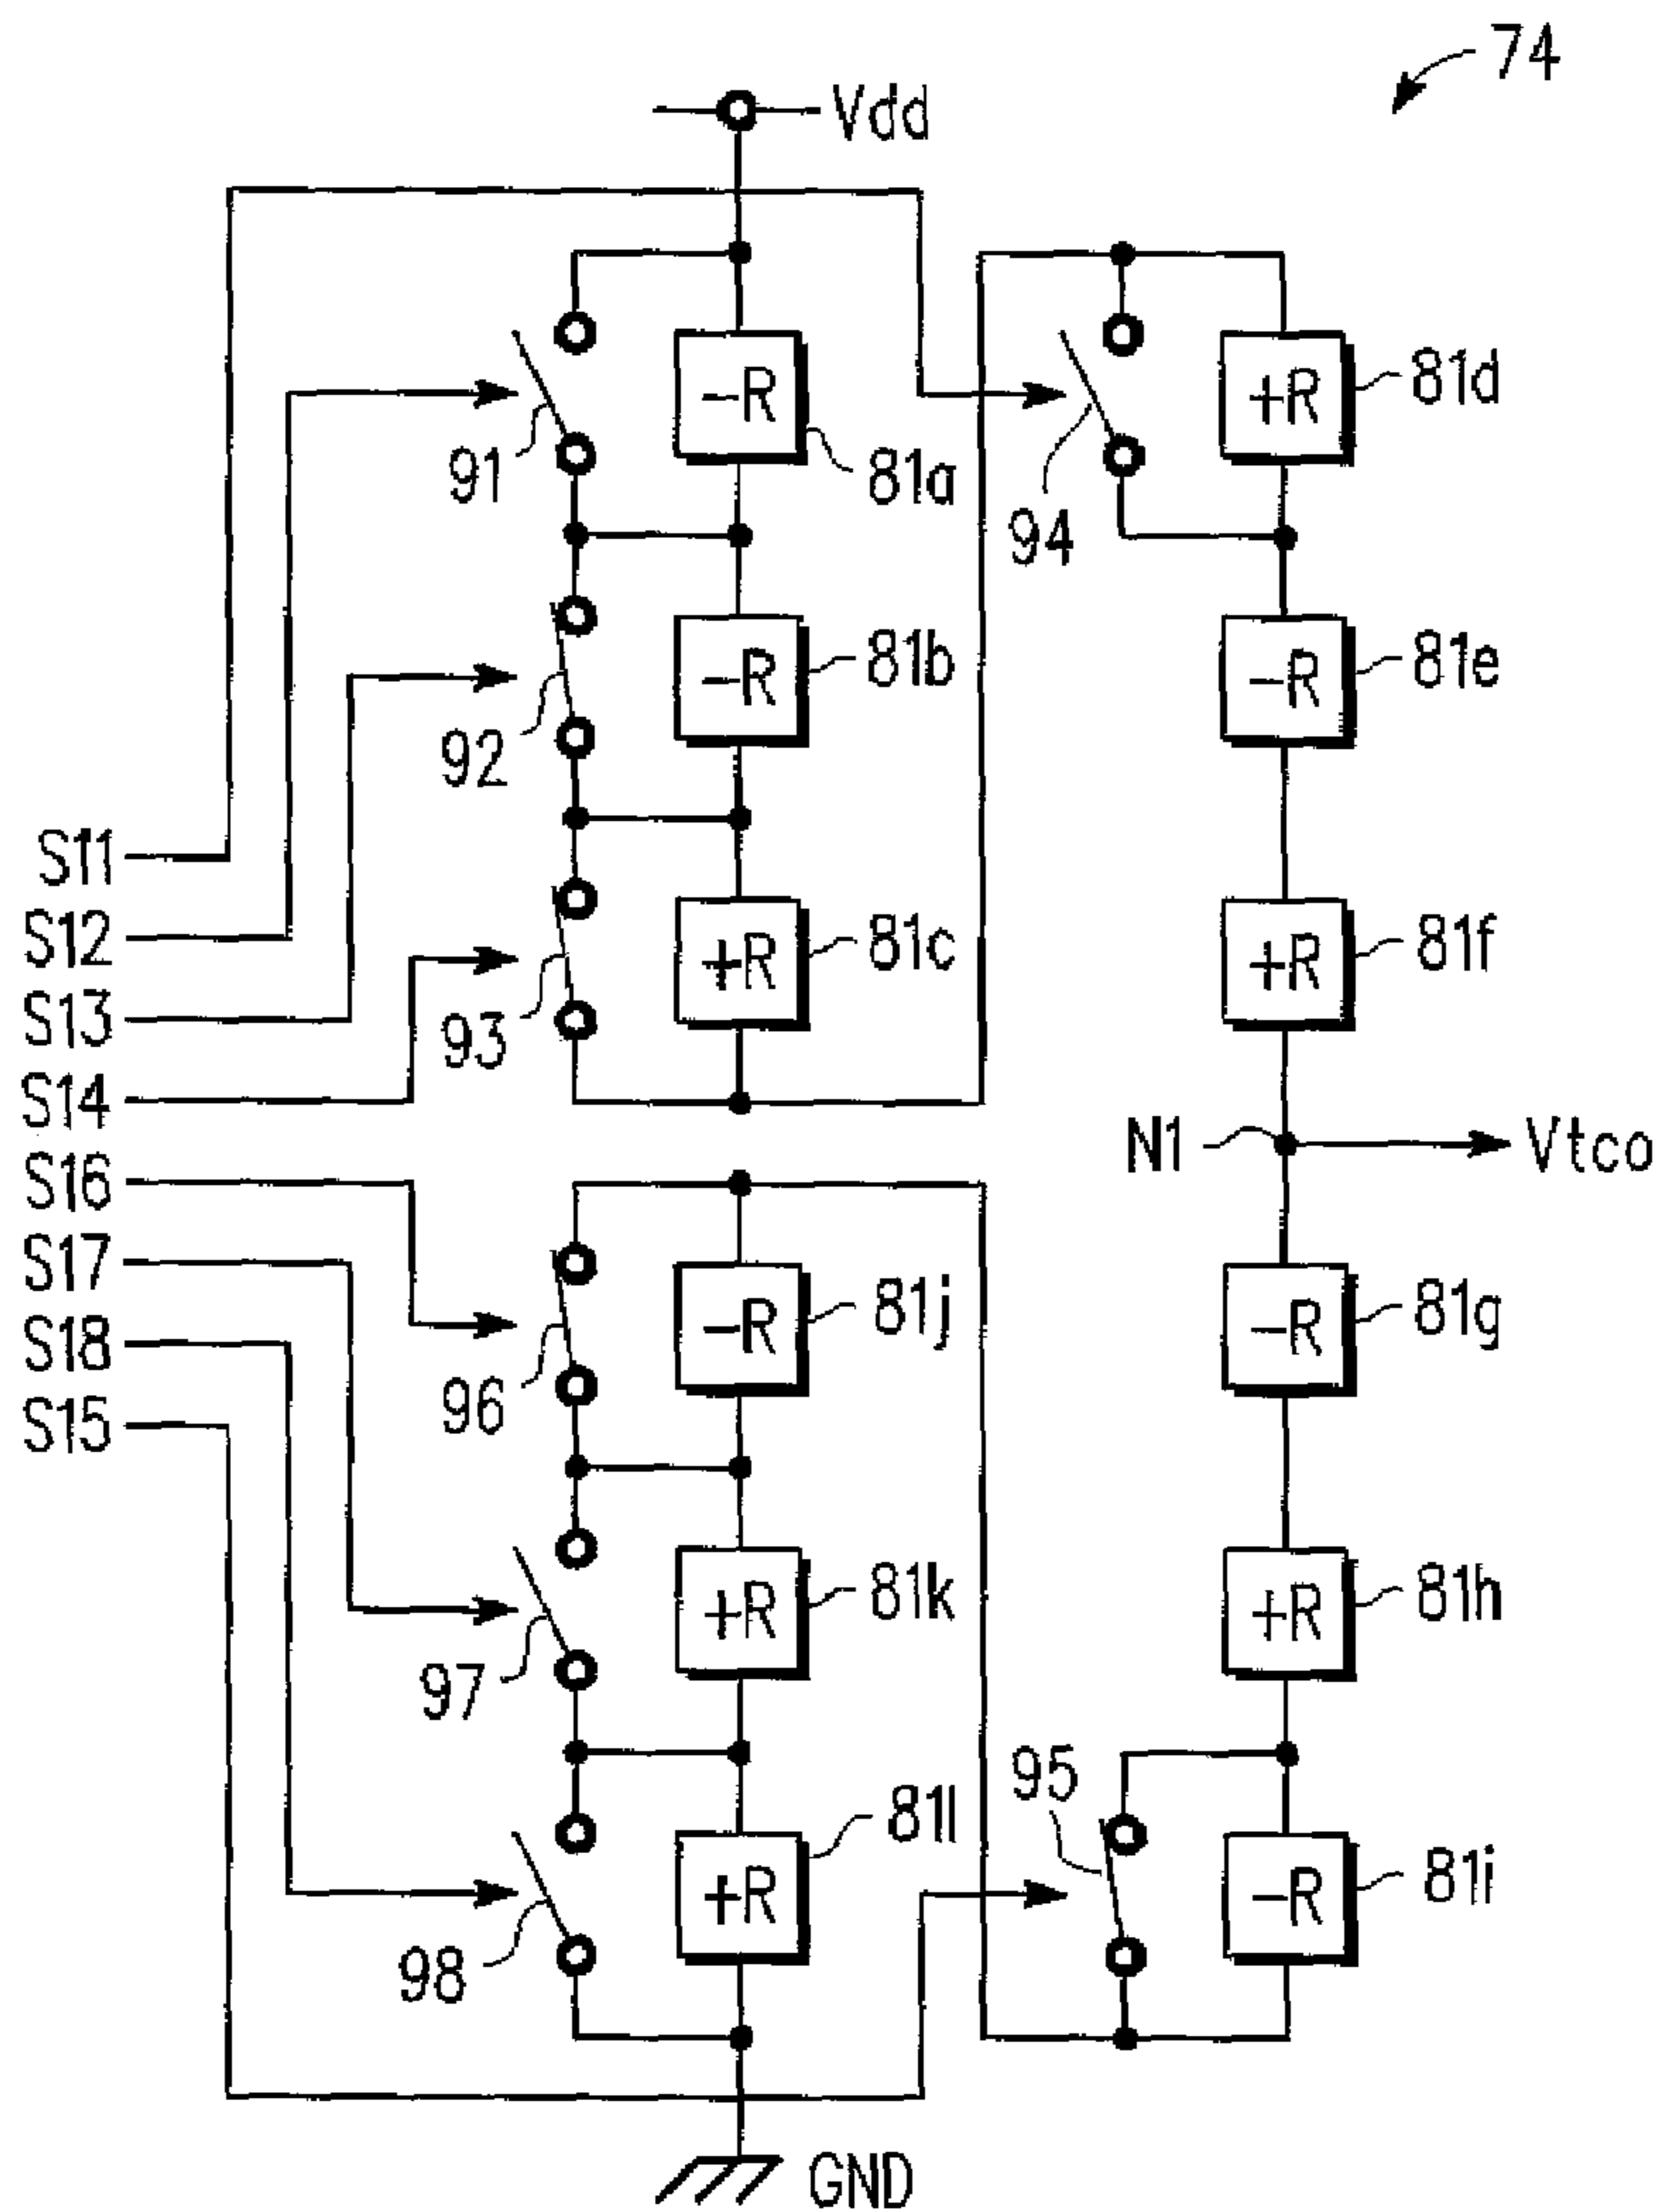 74
Vdd
-R
+R
81d
91
81a
94
-R
81b
-R
81e
92
S11
S12
+R
81c
+R
81f
S13
93
S14
N1
Vtco
S16
S17
-R
81j
-R
81g
S18
96
S15
+R
81k
+R
81h
97
95
81l
+R
-R
81i
98
GND